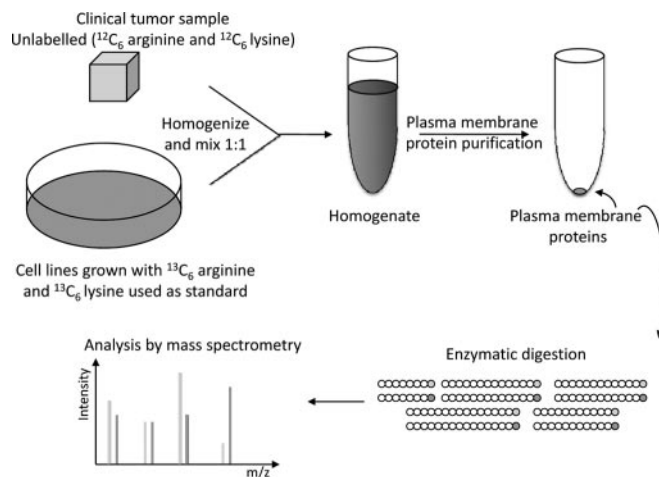 Clinical tumor sample
Unlabelled (¹²C₆ arginine and ¹²C₆ lysine)
Homogenize
and mix 1:1
Plasma membrane
protein purification
Homogenate
Plasma membrane
proteins
Cell lines grown with ¹³C₆ arginine
and ¹³C₆ lysine used as standard
Analysis by mass spectrometry
Intensity
m/z
Enzymatic digestion